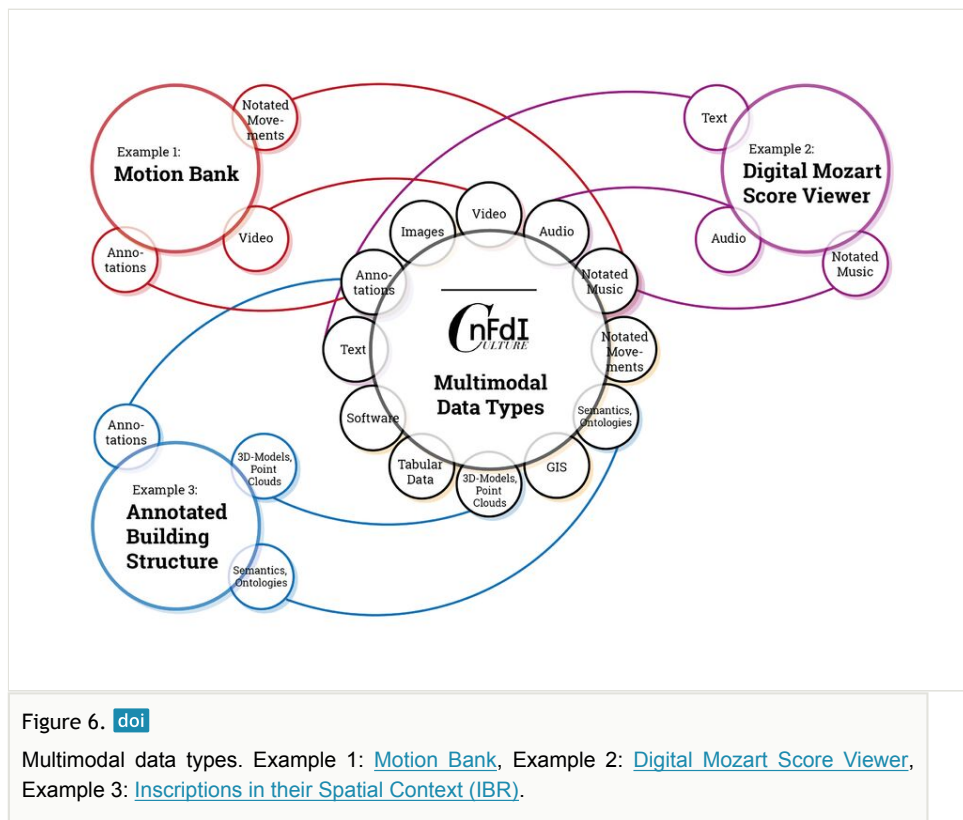 Example 1:
Motion Bank
Notated
Move-
ments
Video
Anno-
tations
Example 2:
Digital Mozart
Score Viewer
Text
Audio
Notated
Music
Video
Images
Audio
Anno-
tations
Notated
Music
Text
Notated
Move-
ments
Software
Semantics,
Ontologies
Tabular
Data
3D-Models,
Point
Clouds
GIS
CnFdI
ULTURE
Multimodal
Data Types
Example 3:
Annotated
Building
Structure
Anno-
tations
3D-Models,
Point
Clouds
Semantics,
Ontologies
Figure 6. doi
Multimodal data types. Example 1: Motion Bank, Example 2: Digital Mozart Score Viewer,
Example 3: Inscriptions in their Spatial Context (IBR).